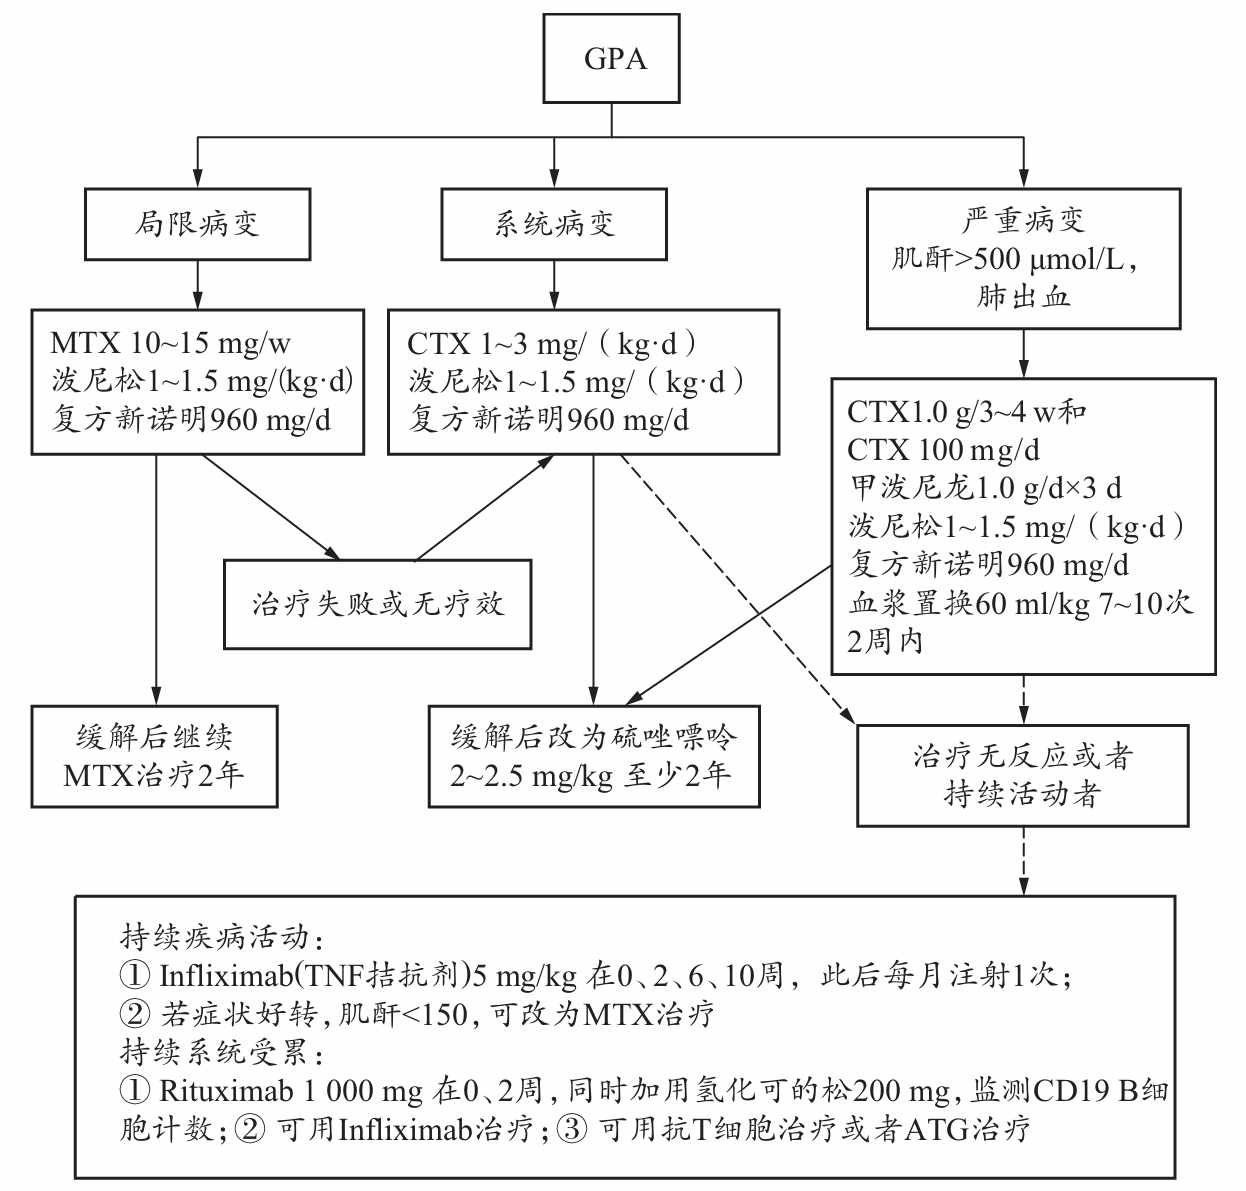 GPA
局限病变
系统病变
严重病变
肌酐>500 μmol/L，
肺出血
MTX 10~15 mg/w
泼尼松1~1.5 mg/(kg·d)
复方新诺明960 mg/d
CTX 1~3 mg/（kg·d）
泼尼松1~1.5 mg/（kg·d）
复方新诺明960 mg/d
CTX1.0 g/3~4 w和
CTX 100 mg/d
甲泼尼龙1.0 g/d×3 d
泼尼松1~1.5 mg/（kg·d）
复方新诺明960 mg/d
血浆置换60 ml/kg 7~10次
2周内
治疗失败或无疗效
缓解后继续
MTX治疗2年
缓解后改为硫唑嘌呤
2~2.5 mg/kg 至少2年
治疗无反应或者
持续活动者
持续疾病活动：
① Infliximab(TNF拮抗剂)5 mg/kg 在0、2、6、10周，此后每月注射1次；
② 若症状好转，肌酐<150，可改为MTX治疗
持续系统受累：
① Rituximab 1 000 mg 在0、2周，同时加用氢化可的松200 mg，监测CD19 B细
胞计数；② 可用Infliximab治疗；③ 可用抗T细胞治疗或者ATG治疗